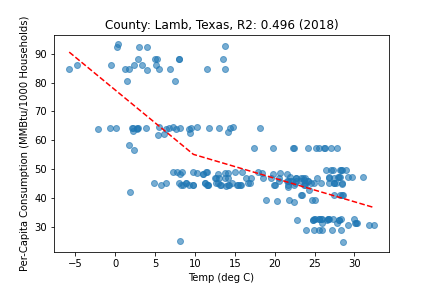 County: Lamb, Texas, R2: 0.496 (2018)
Per-Capita Consumption (MMBtu/1000 Households)
90
80
70
60
50
40
30
−5 0 5 10 15 20 25 30
Temp (deg C)